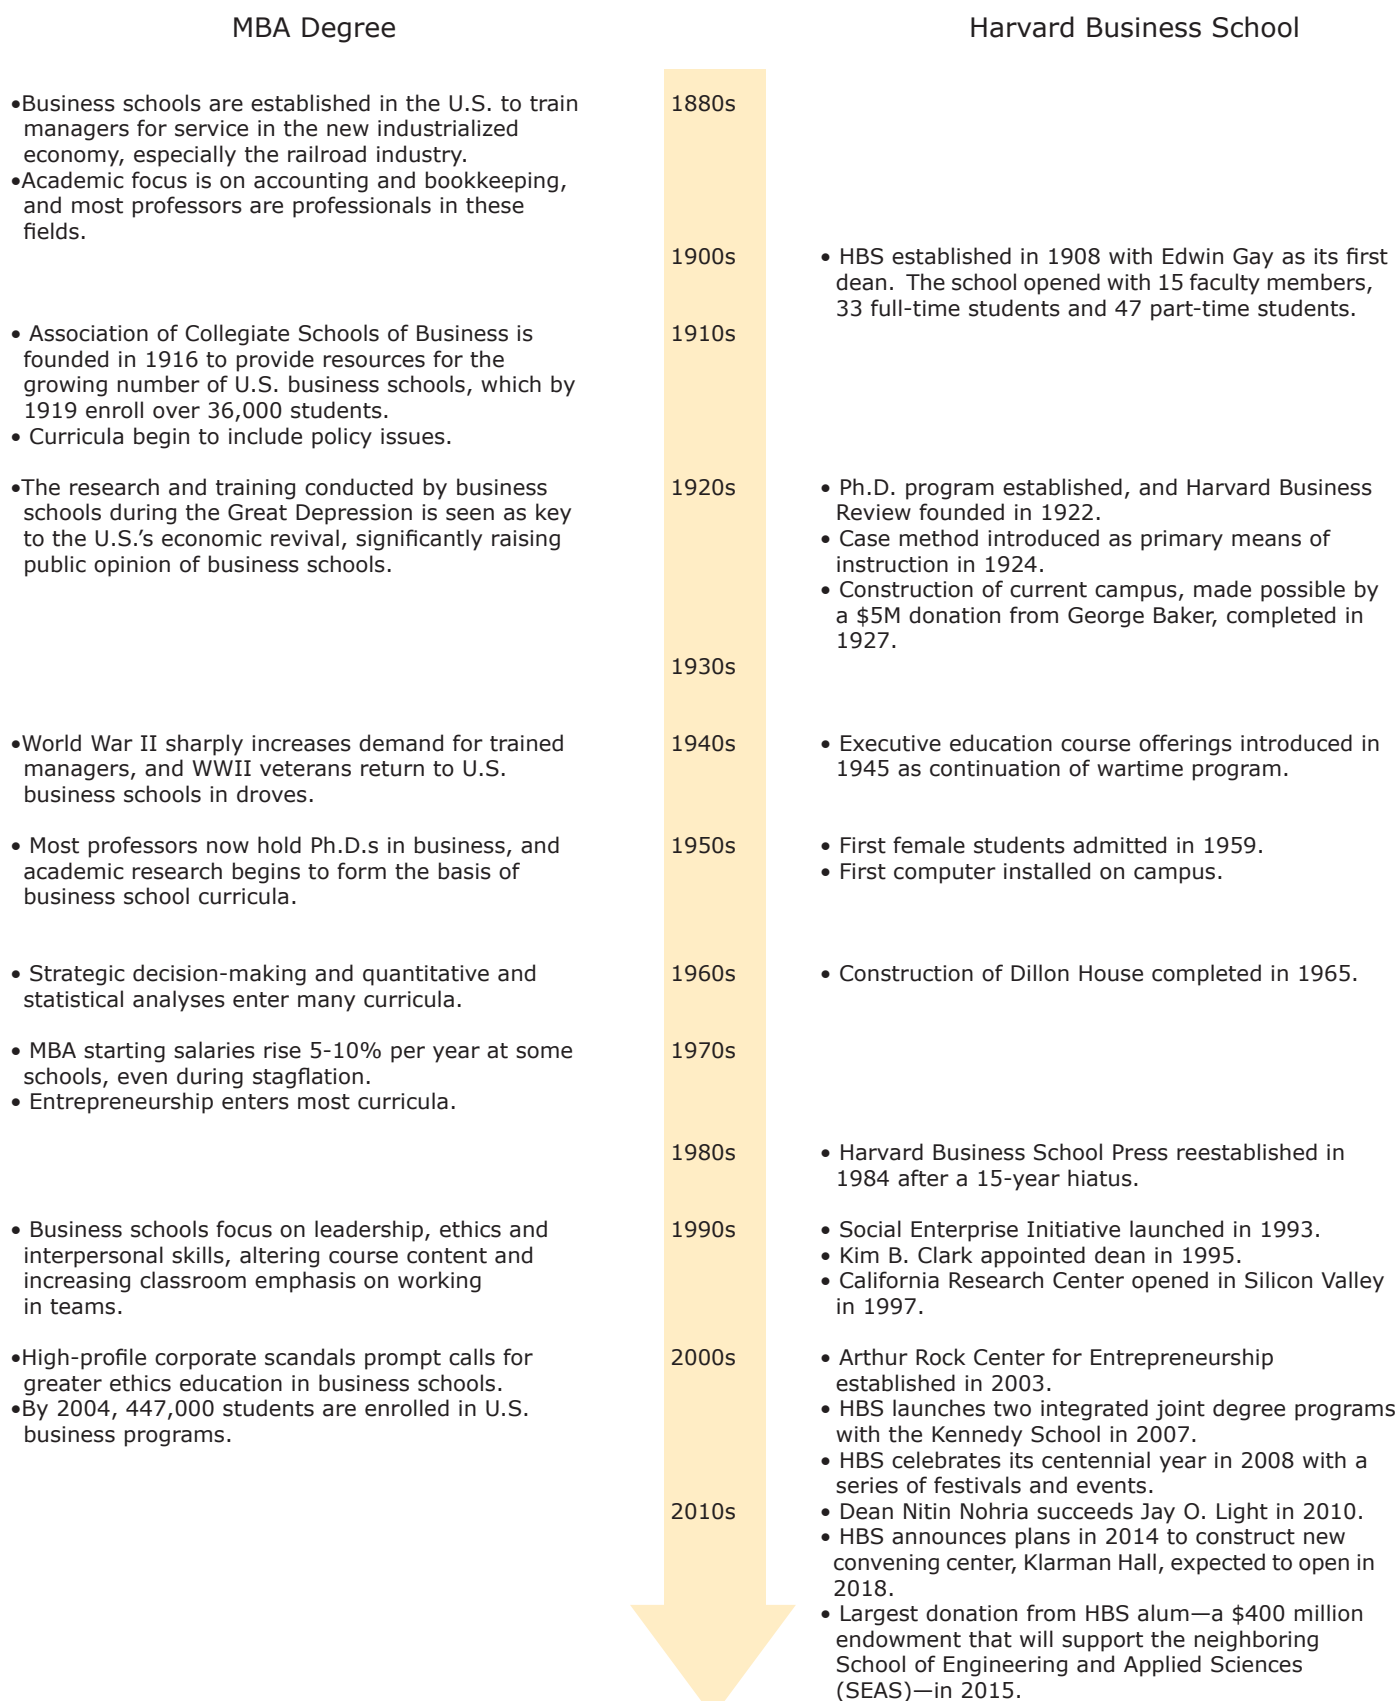 MBA Degree
Harvard Business School
•Business schools are established in the U.S. to train
managers for service in the new industrialized
economy, especially the railroad industry.
•Academic focus is on accounting and bookkeeping,
and most professors are professionals in these
fields.
1880s
1900s
• HBS established in 1908 with Edwin Gay as its first
dean.  The school opened with 15 faculty members,
33 full-time students and 47 part-time students.
• Association of Collegiate Schools of Business is
founded in 1916 to provide resources for the
growing number of U.S. business schools, which by
1919 enroll over 36,000 students.
• Curricula begin to include policy issues.
1910s
•The research and training conducted by business
schools during the Great Depression is seen as key
to the U.S.’s economic revival, significantly raising
public opinion of business schools.
1920s
• Ph.D. program established, and Harvard Business
Review founded in 1922.
• Case method introduced as primary means of
instruction in 1924.
• Construction of current campus, made possible by
a $5M donation from George Baker, completed in
1927.
1930s
•World War II sharply increases demand for trained
managers, and WWII veterans return to U.S.
business schools in droves.
1940s
• Executive education course offerings introduced in
1945 as continuation of wartime program.
• Most professors now hold Ph.D.s in business, and
academic research begins to form the basis of
business school curricula.
1950s
• First female students admitted in 1959.
• First computer installed on campus.
• Strategic decision-making and quantitative and
statistical analyses enter many curricula.
1960s
• Construction of Dillon House completed in 1965.
• MBA starting salaries rise 5-10% per year at some
schools, even during stagflation.
• Entrepreneurship enters most curricula.
1970s
1980s
• Harvard Business School Press reestablished in
1984 after a 15-year hiatus.
• Business schools focus on leadership, ethics and
interpersonal skills, altering course content and
increasing classroom emphasis on working
in teams.
1990s
• Social Enterprise Initiative launched in 1993.
• Kim B. Clark appointed dean in 1995.
• California Research Center opened in Silicon Valley
in 1997.
•High-profile corporate scandals prompt calls for
greater ethics education in business schools.
•By 2004, 447,000 students are enrolled in U.S.
business programs.
2000s
• Arthur Rock Center for Entrepreneurship
established in 2003.
• HBS launches two integrated joint degree programs
with the Kennedy School in 2007.
• HBS celebrates its centennial year in 2008 with a
series of festivals and events.
2010s
• Dean Nitin Nohria succeeds Jay O. Light in 2010.
• HBS announces plans in 2014 to construct new
convening center, Klarman Hall, expected to open in
2018.
• Largest donation from HBS alum—a $400 million
endowment that will support the neighboring
School of Engineering and Applied Sciences
(SEAS)—in 2015.